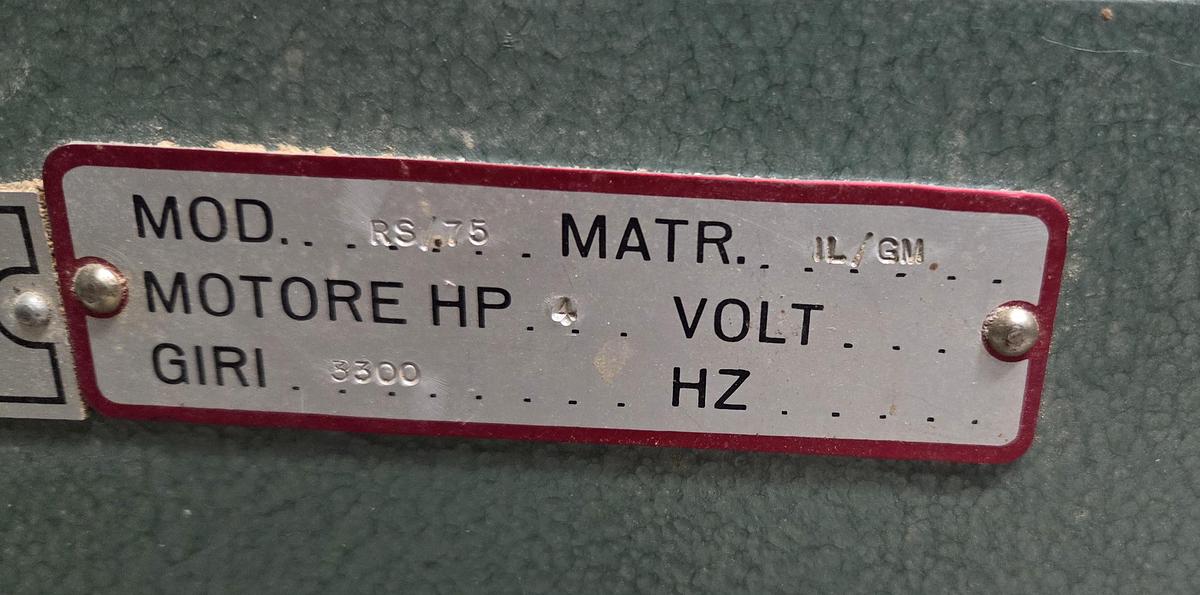 MOD. RS/75 MATR. IL/GM
MOTORE HP 4 VOLT
GIRI 3300 HZ